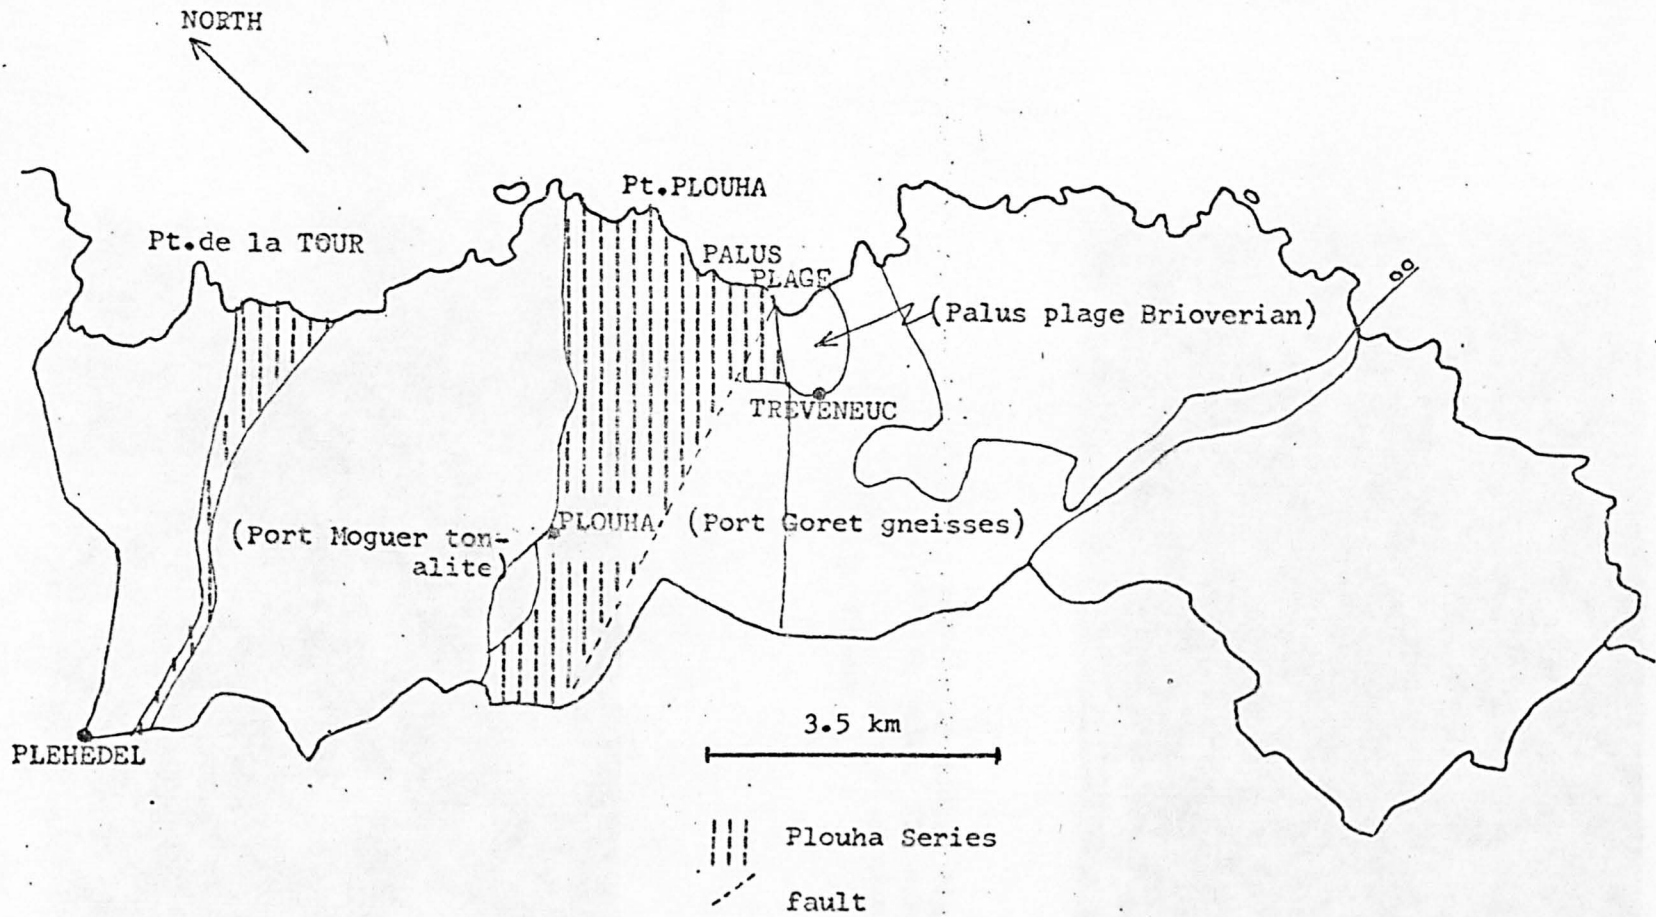 NORTH
Pt.PLOUHA
Pt.de la TOUR
PALUS
PLAGE
(Palus plage Brioverian)
TREVENEUC
PLOUHA
(Port Goret gneisses)
(Port Moguer ton-
alite)
PLEHEDEL
3.5 km
Plouha Series
fault